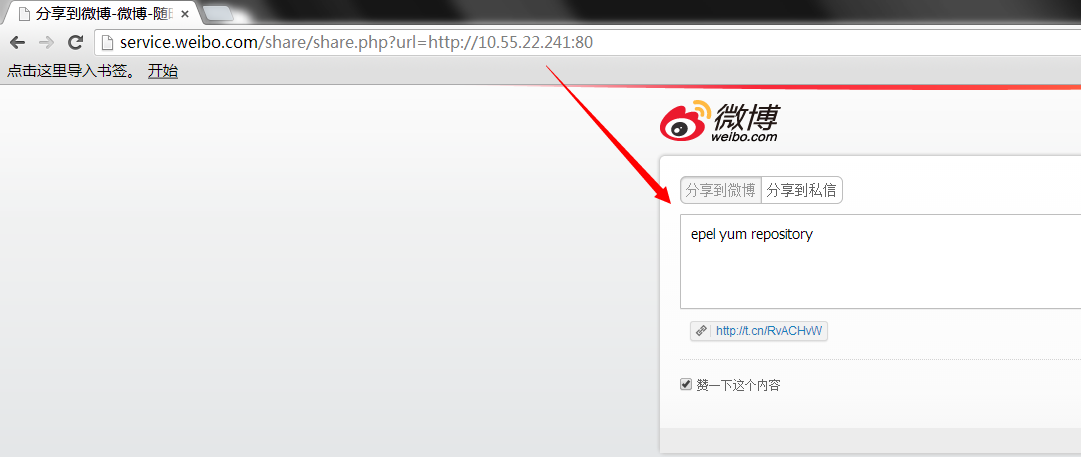 分享到微博-微博-随
service.weibo.com/share/share.php?url=http://10.55.22.241:80
点击这里导入书签。 开始
微博
weibo.com
分享到微博 分享到私信
epel yum repository
http://t.cn/RvACHvW
赞一下这个内容